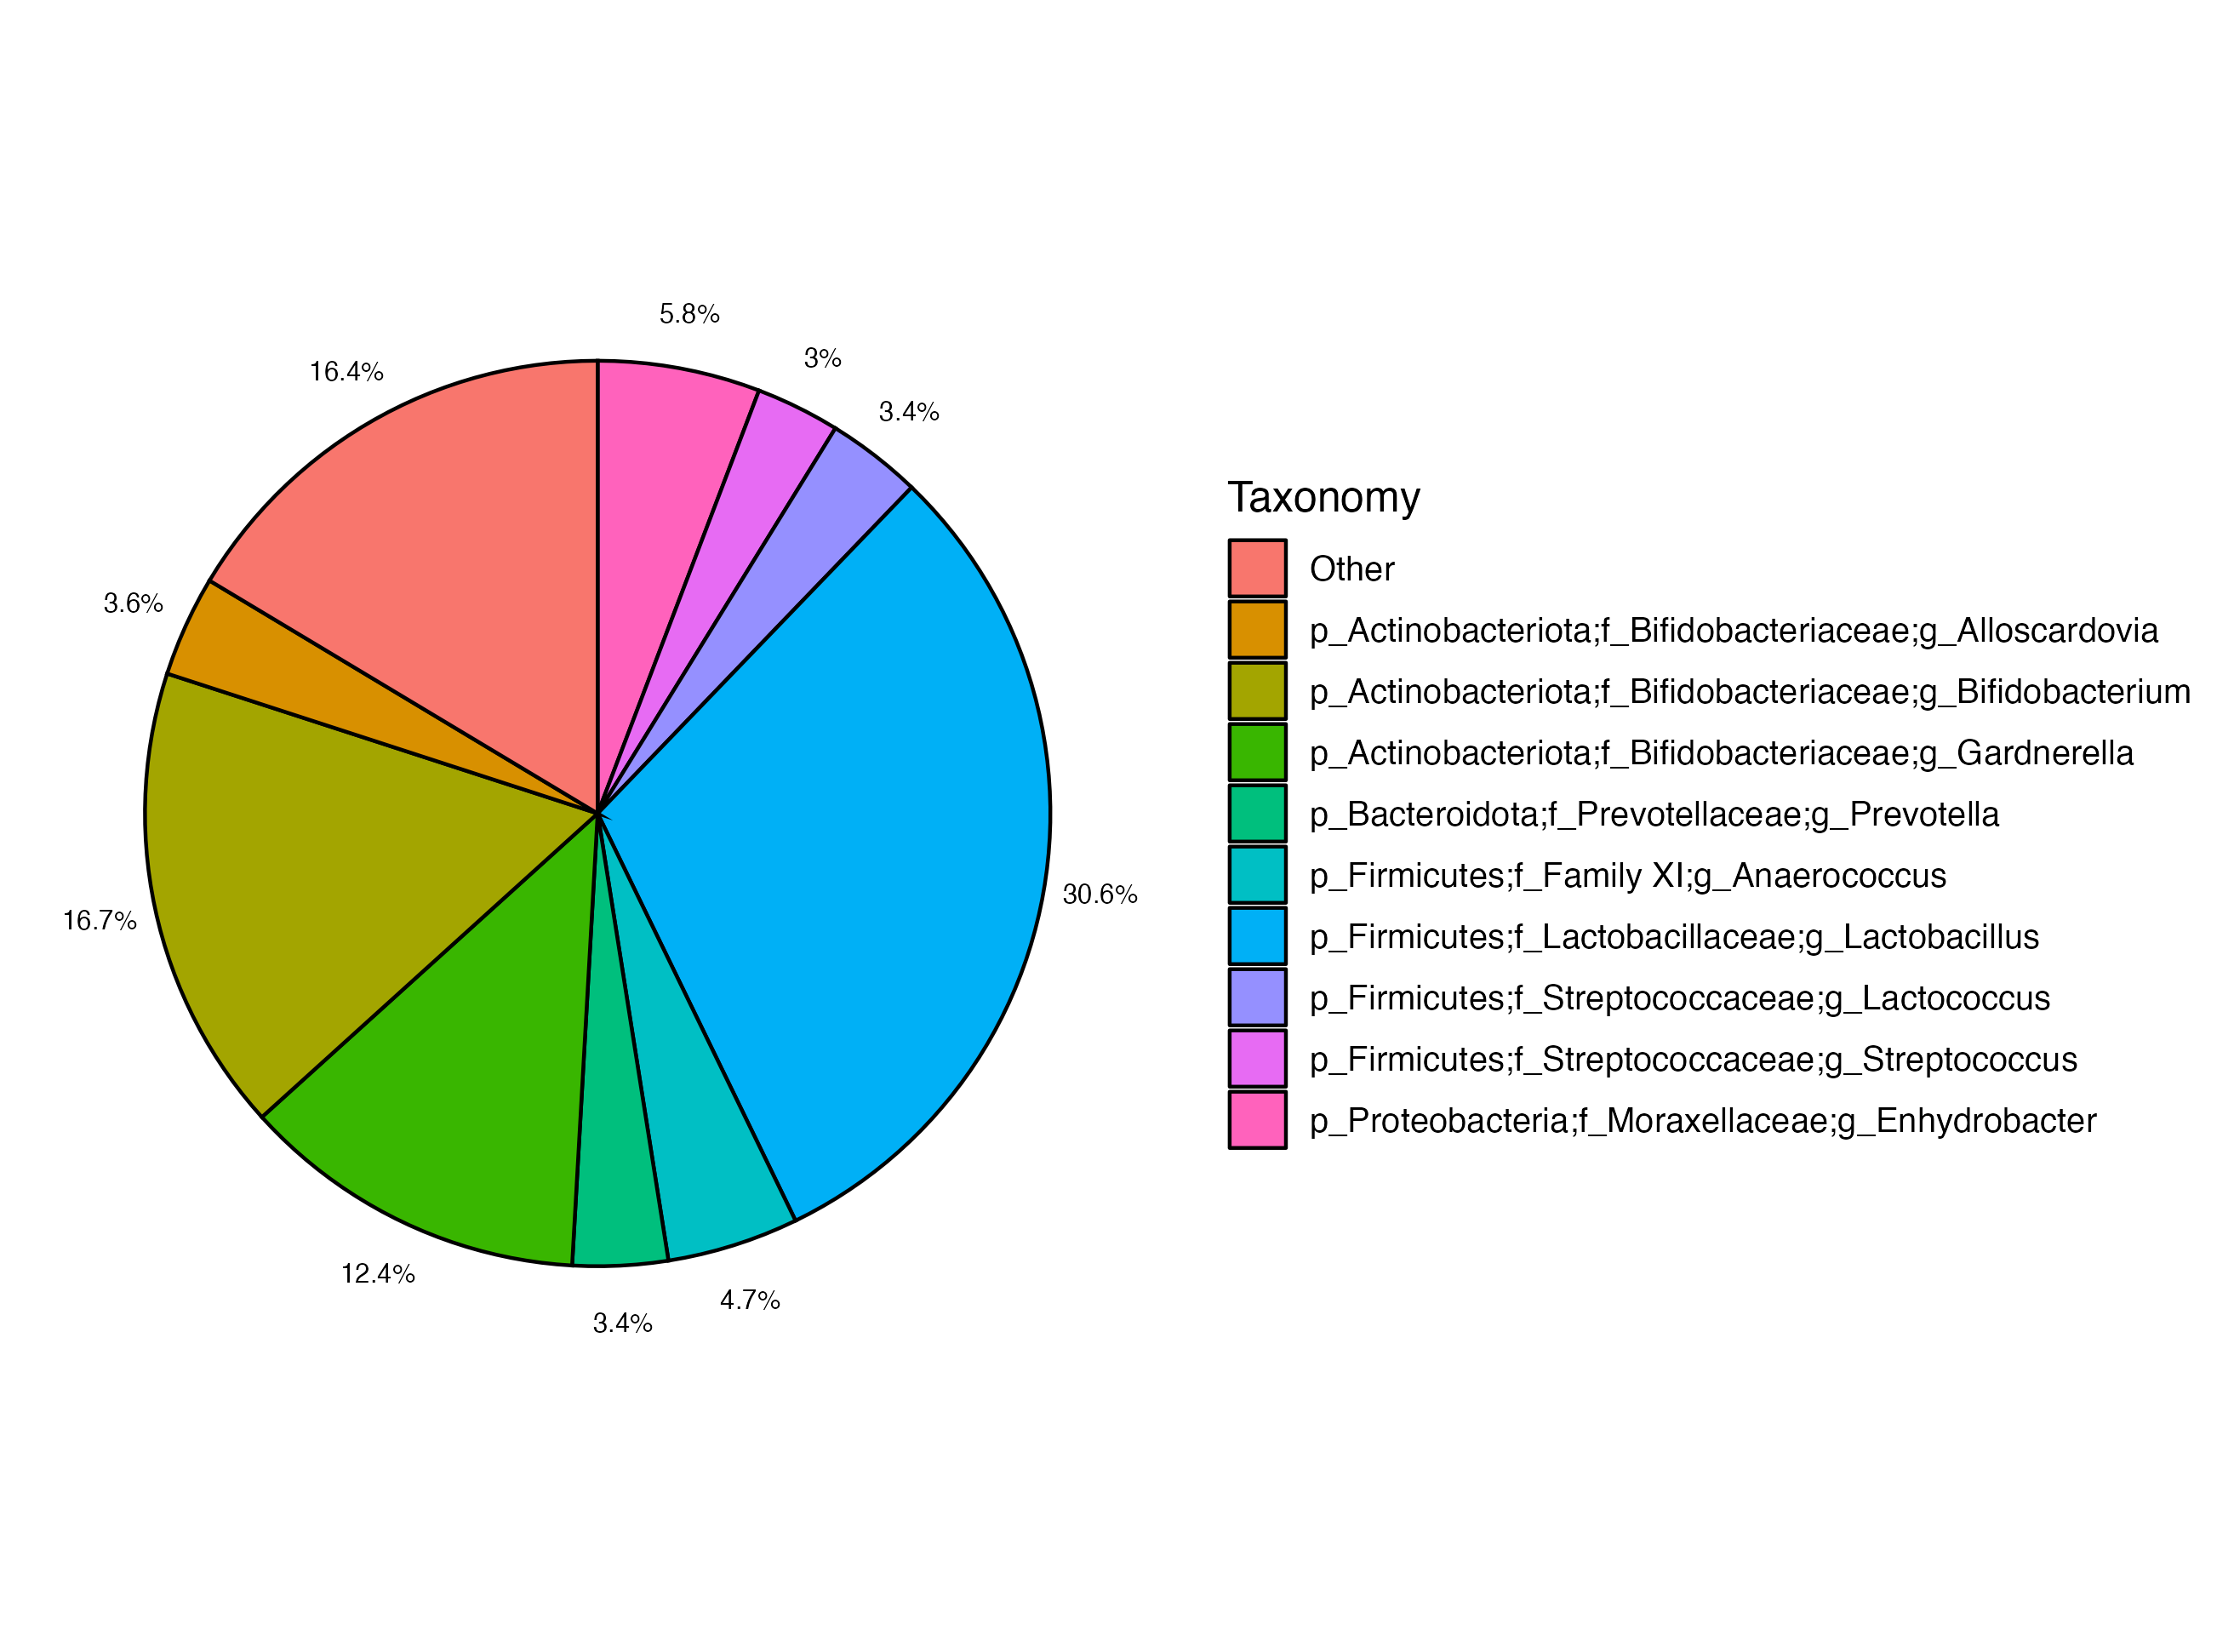 5.8%
3%
16.4%
3.4%
3.6%
30.6%
16.7%
12.4%
4.7%
3.4%
Taxonomy
Other
p_Actinobacteriota;f_Bifidobacteriaceae;g_Alloscardovia
p_Actinobacteriota;f_Bifidobacteriaceae;g_Bifidobacterium
p_Actinobacteriota;f_Bifidobacteriaceae;g_Gardnerella
p_Bacteroidota;f_Prevotellaceae;g_Prevotella
p_Firmicutes;f_Family XI;g_Anaerococcus
p_Firmicutes;f_Lactobacillaceae;g_Lactobacillus
p_Firmicutes;f_Streptococcaceae;g_Lactococcus
p_Firmicutes;f_Streptococcaceae;g_Streptococcus
p_Proteobacteria;f_Moraxellaceae;g_Enhydrobacter